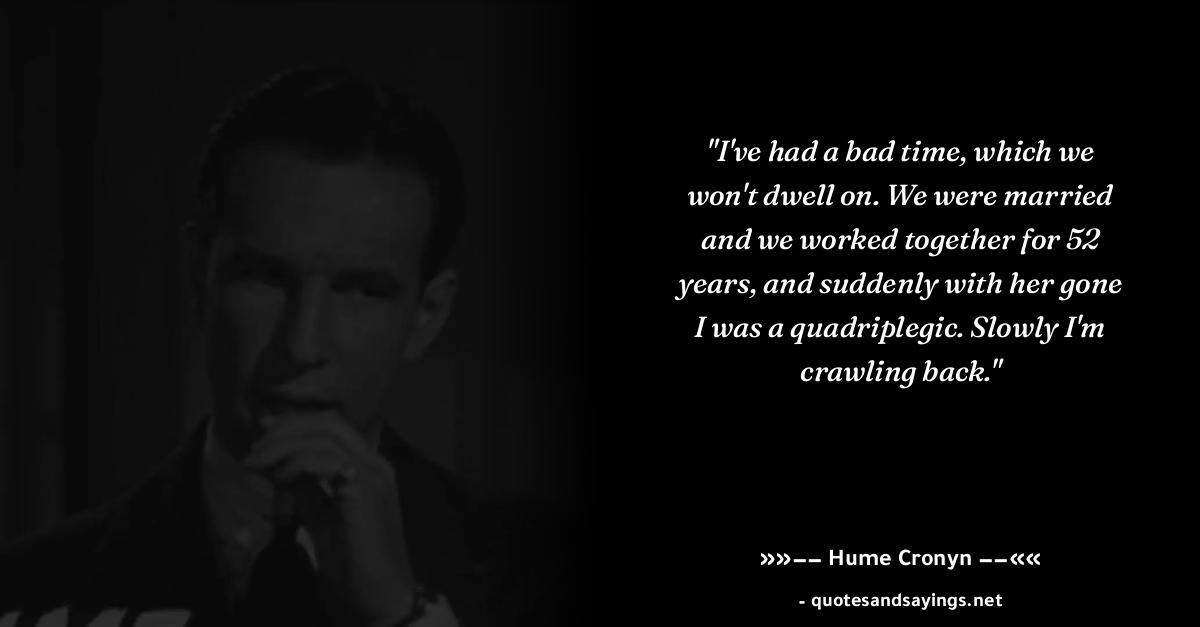 "I've had a bad time, which we
won't dwell on. We were married
and we worked together for 52
years, and suddenly with her gone
I was a quadriplegic. Slowly I'm
crawling back."
»»–– Hume Cronyn ––««
- quotesandsayings.net